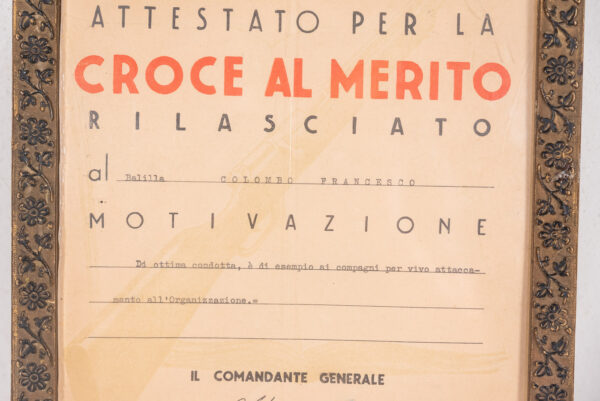 ATTESTATO PER LA
CROCE AL MERITO
RILASCIATO
al Balilla COLOMBO FRANCESCO
MOTIVAZIONE
Di ottima condotta, è di esempio ai compagni per vivo attacca-
mento all'Organizzazione.=
IL COMANDANTE GENERALE